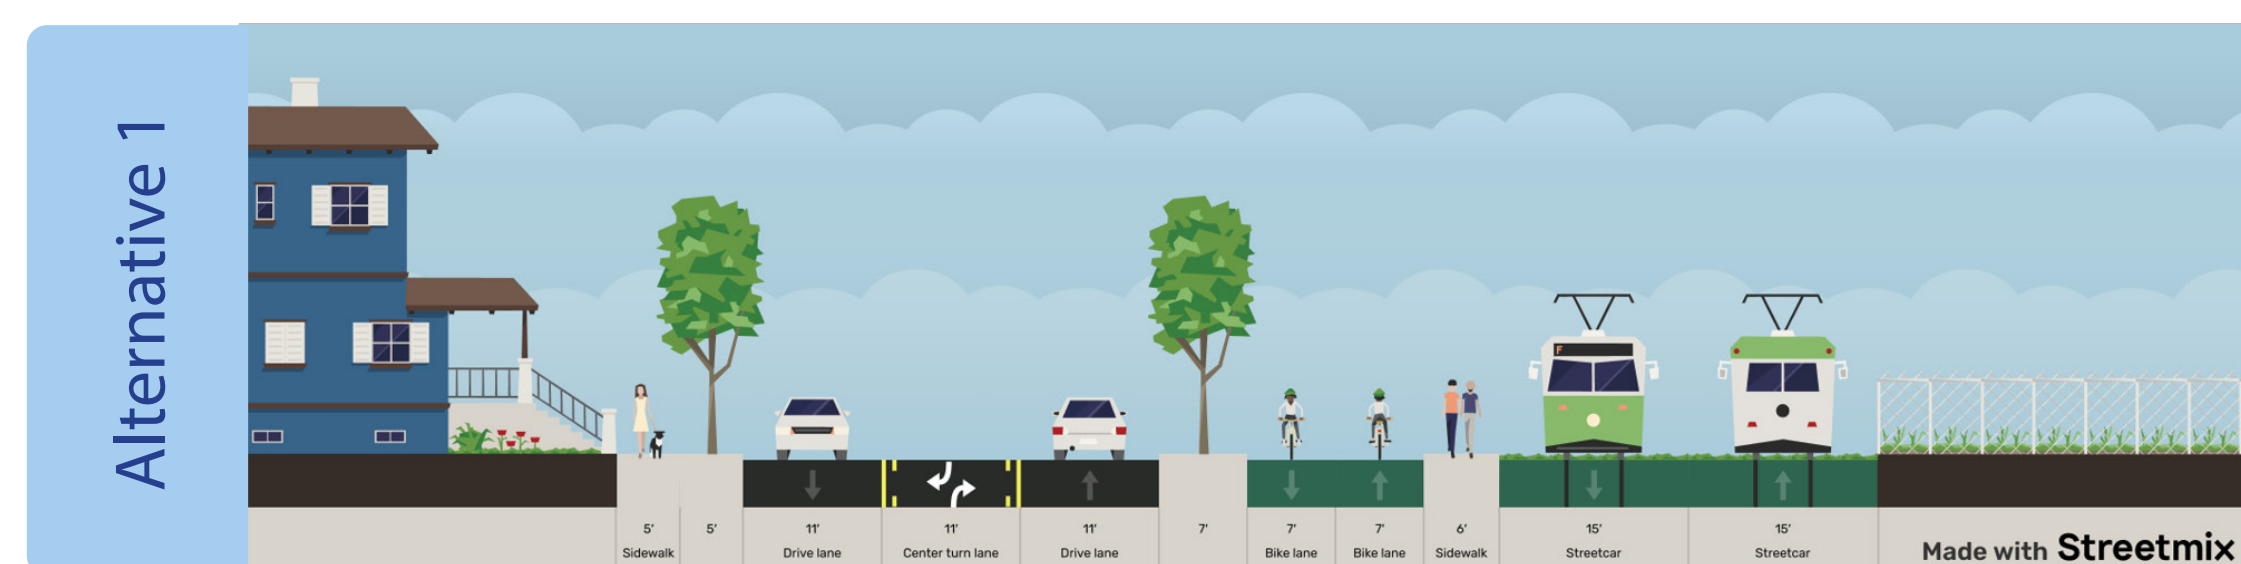 Alternative 1
F
5' 5' 11' 11' 11' 7' 7' 7' 6' 15' 15'
Sidewalk Drive lane Center turn lane Drive lane Bike lane Bike lane Sidewalk Streetcar Streetcar
Made with Streetmix